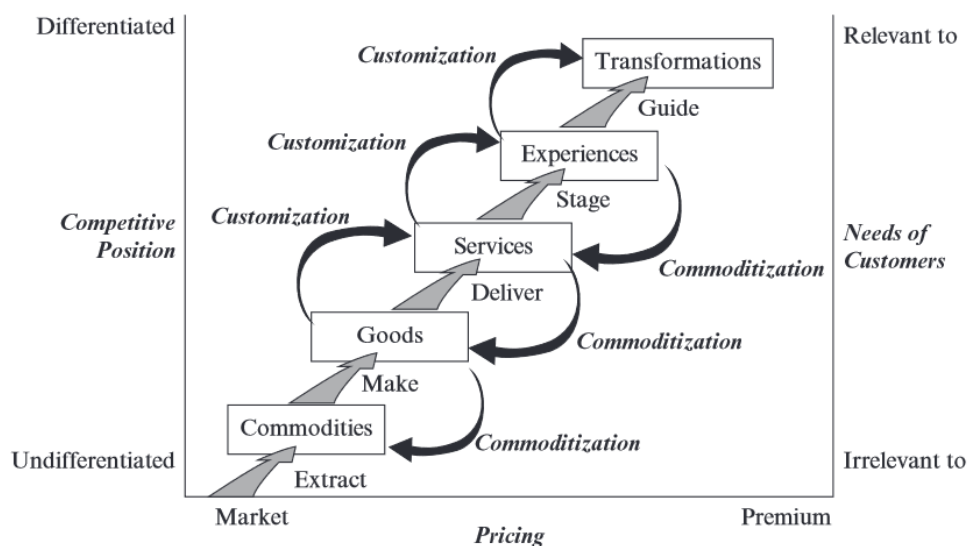 Differentiated
Relevant to
Customization
Transformations
Guide
Customization
Experiences
Stage
Competitive
Position
Customization
Services
Needs of
Customers
Commoditization
Deliver
Goods
Commoditization
Make
Commodities
Commoditization
Undifferentiated
Irrelevant to
Extract
Market
Premium
Pricing